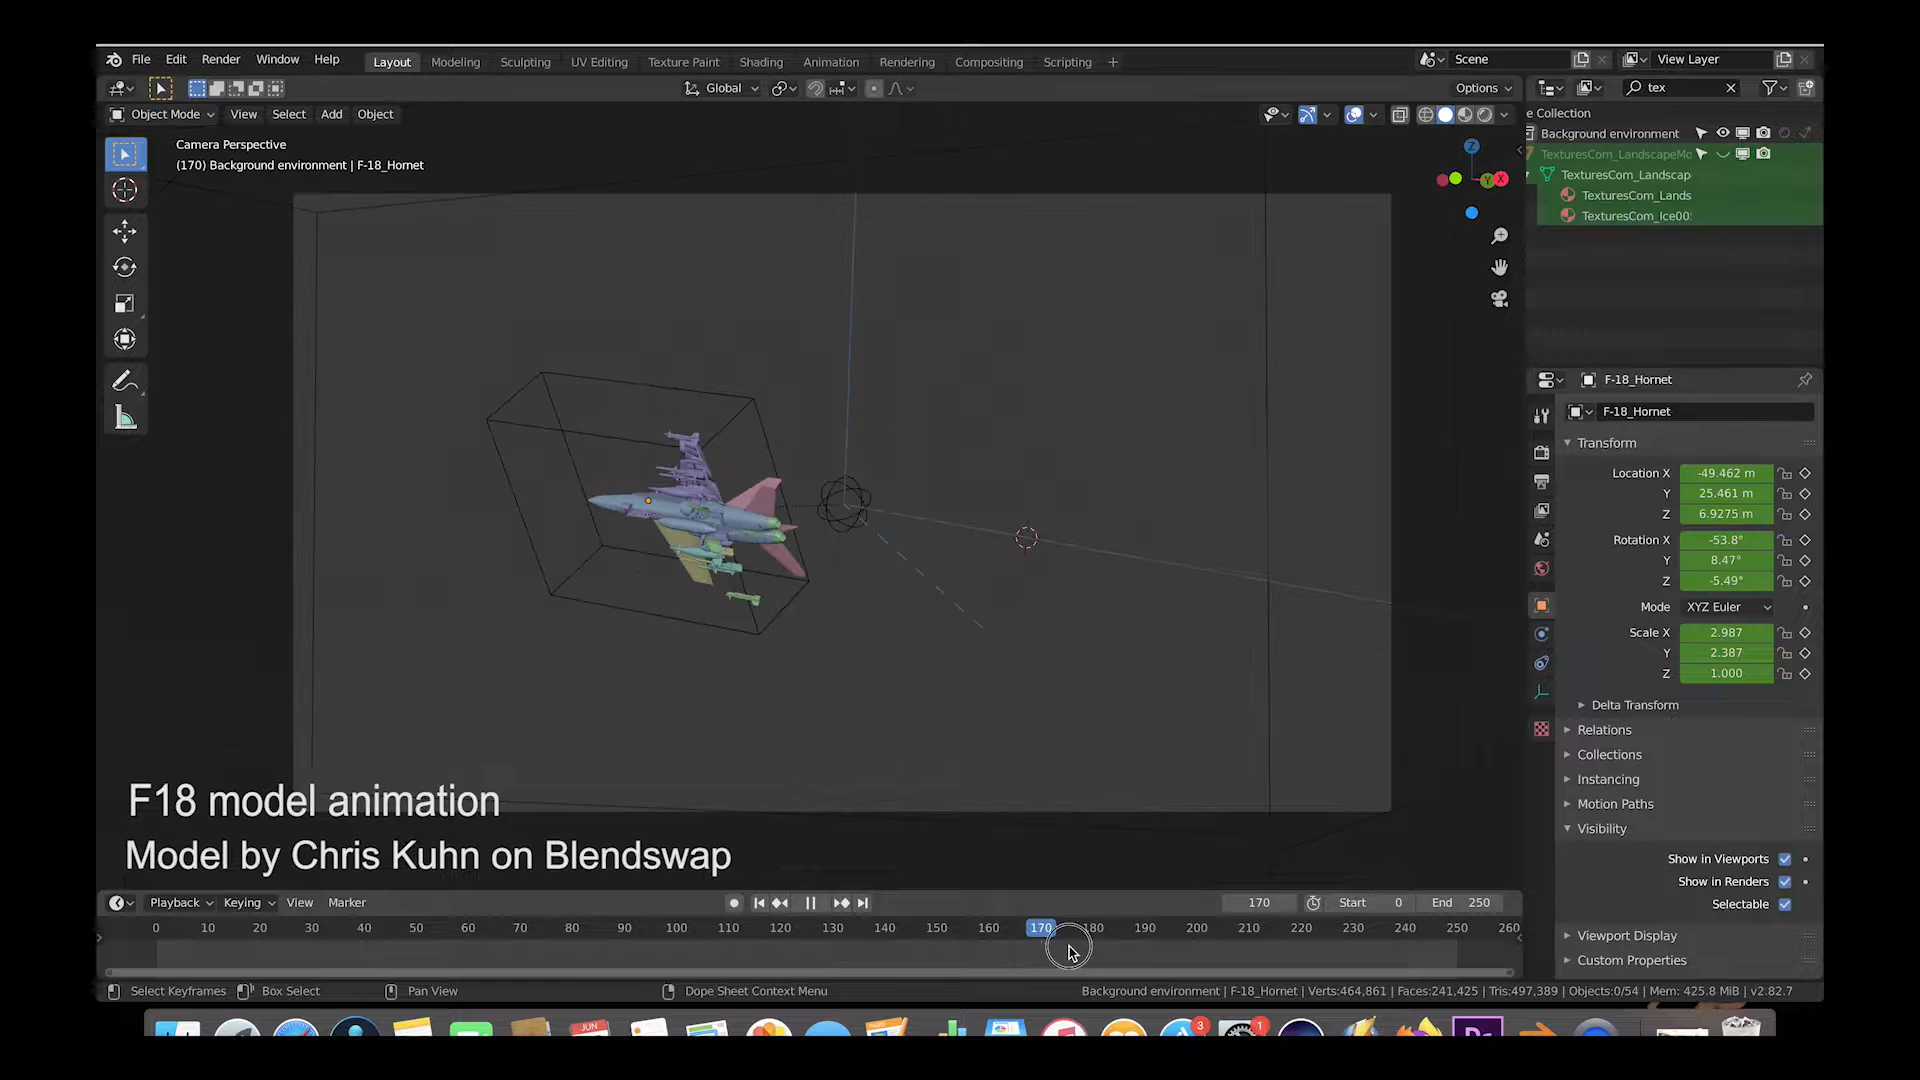 File Edit Render Window Help
Layout Modeling Sculpting UV Editing Texture Paint Shading Animation Rendering Compositing Scripting +
Scene
View Layer
Global
Options
tex
Object Mode View Select Add Object
e Collection
Background environment
TexturesCom_LandscapeMo
TexturesCom_Landscap
TexturesCom_Lands
TexturesCom_Ice00
Camera Perspective
(170) Background environment | F-18_Hornet
Z
Y X
F-18_Hornet
F-18_Hornet
Transform
Location X -49.462 m
Y 25.461 m
Z 6.9275 m
Rotation X -53.8°
Y 8.47°
Z -5.49°
Mode XYZ Euler
Scale X 2.987
Y 2.387
Z 1.000
Delta Transform
Relations
Collections
Instancing
Motion Paths
Visibility
Show in Viewports
Show in Renders
Selectable
Viewport Display
Custom Properties
F18 model animation
Model by Chris Kuhn on Blendswap
Playback Keying View Marker
170
Start 0
End 250
0 10 20 30 40 50 60 70 80 90 100 110 120 130 140 150 160 170 180 190 200 210 220 230 240 250 260
Select Keyframes Box Select Pan View Dope Sheet Context Menu
Background environment | F-18_Hornet | Verts:464,861 | Faces:241,425 | Tris:497,389 | Objects:0/54 | Mem: 425.8 MiB | v2.82.7
JUN
3
1